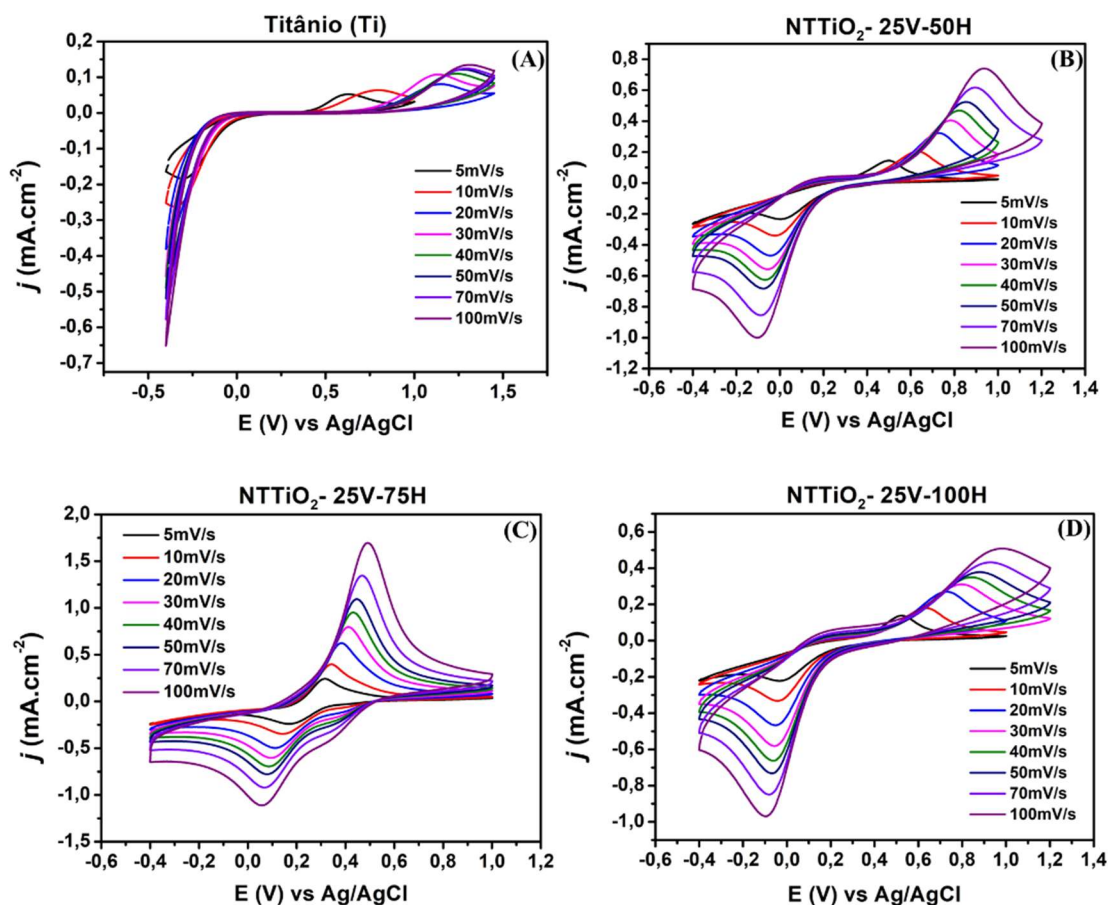 Titânio (Ti)
(A)
0,2
0,1
0,0
-0,1
-0,2
-0,3
-0,4
-0,5
-0,6
-0,7
j (mA.cm-2)
5mV/s
10mV/s
20mV/s
30mV/s
40mV/s
50mV/s
70mV/s
100mV/s
-0,5 0,0 0,5 1,0 1,5
E (V) vs Ag/AgCl
NTTiO2- 25V-50H
(B)
0,8
0,6
0,4
0,2
0,0
-0,2
-0,4
-0,6
-0,8
-1,0
-1,2
j (mA.cm-2)
5mV/s
10mV/s
20mV/s
30mV/s
40mV/s
50mV/s
70mV/s
100mV/s
-0,6 -0,4 -0,2 0,0 0,2 0,4 0,6 0,8 1,0 1,2 1,4
E (V) vs Ag/AgCl
NTTiO2- 25V-75H
(C)
2,0
1,5
1,0
0,5
0,0
-0,5
-1,0
-1,5
j (mA.cm-2)
5mV/s
10mV/s
20mV/s
30mV/s
40mV/s
50mV/s
70mV/s
100mV/s
-0,6 -0,4 -0,2 0,0 0,2 0,4 0,6 0,8 1,0 1,2
E (V) vs Ag/AgCl
NTTiO2- 25V-100H
(D)
0,6
0,4
0,2
0,0
-0,2
-0,4
-0,6
-0,8
-1,0
j (mA.cm-2)
5mV/s
10mV/s
20mV/s
30mV/s
40mV/s
50mV/s
70mV/s
100mV/s
-0,6 -0,4 -0,2 0,0 0,2 0,4 0,6 0,8 1,0 1,2 1,4
E (V) vs Ag/AgCl